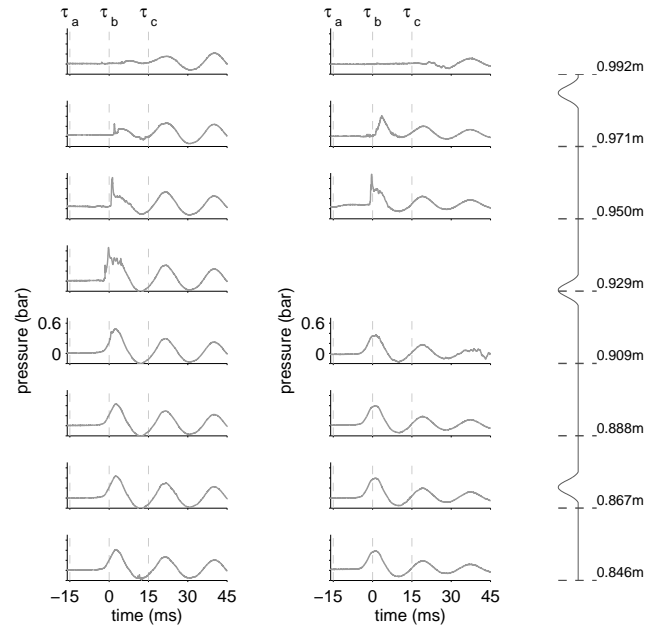 τa τb τc τa τb τc
0.992m
0.971m
0.950m
0.929m
pressure (bar) pressure (bar)
0.6 0.6
0 0
0.909m
0.888m
0.867m
0.846m
−15 0 15 30 45 −15 0 15 30 45
time (ms) time (ms)